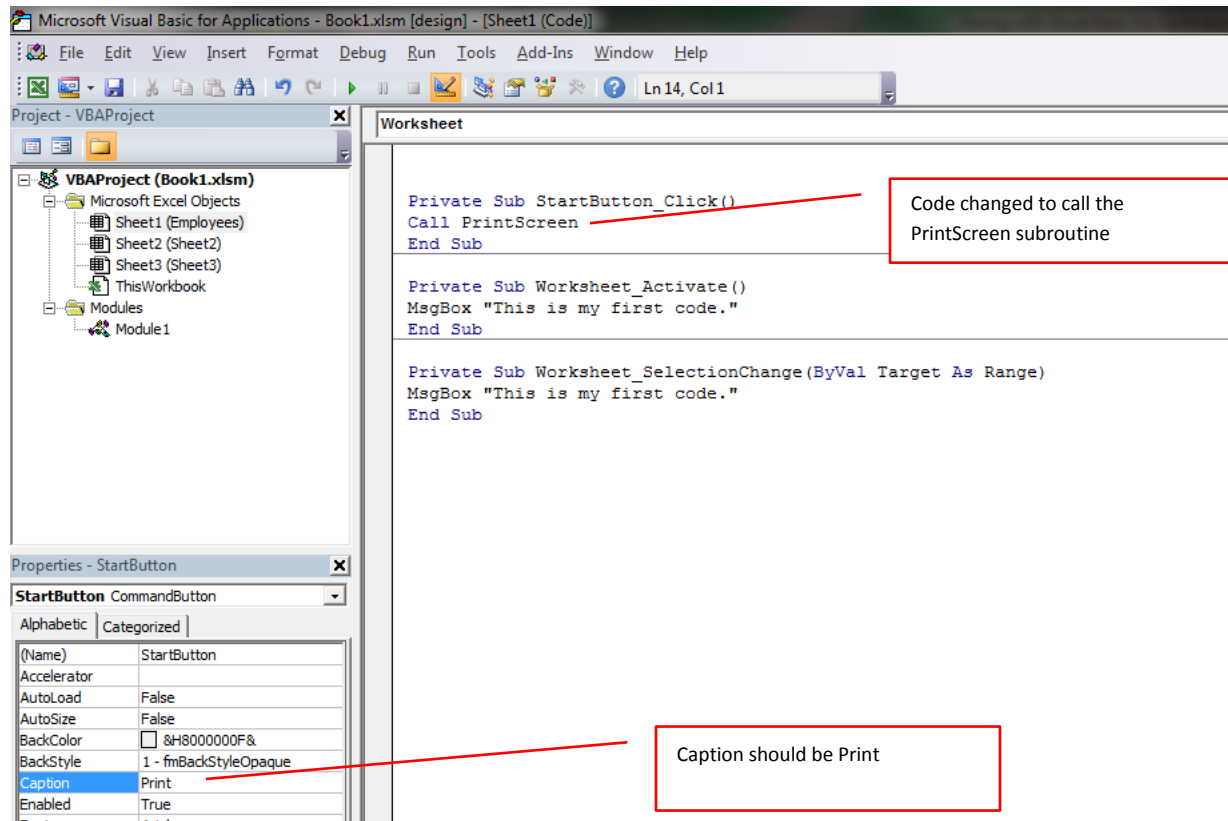 Microsoft Visual Basic for Applications - Book1.xlsm [design] - [Sheet1 (Code)]
File Edit View Insert Format Debug Run Tools Add-Ins Window Help
Ln 14, Col 1
Project - VBAProject
VBAProject (Book1.xlsm)
Microsoft Excel Objects
Sheet1 (Employees)
Sheet2 (Sheet2)
Sheet3 (Sheet3)
ThisWorkbook
Modules
Module1
Properties - StartButton
StartButton CommandButton
Alphabetic Categorized
(Name) StartButton
Accelerator
AutoLoad False
AutoSize False
BackColor &H8000000F&
BackStyle 1 - fmBackStyleOpaque
Caption Print
Enabled True
Worksheet
Private Sub StartButton_Click()
Call PrintScreen
End Sub
Private Sub Worksheet_Activate()
MsgBox "This is my first code."
End Sub
Private Sub Worksheet_SelectionChange(ByVal Target As Range)
MsgBox "This is my first code."
End Sub
Code changed to call the
PrintScreen subroutine
Caption should be Print